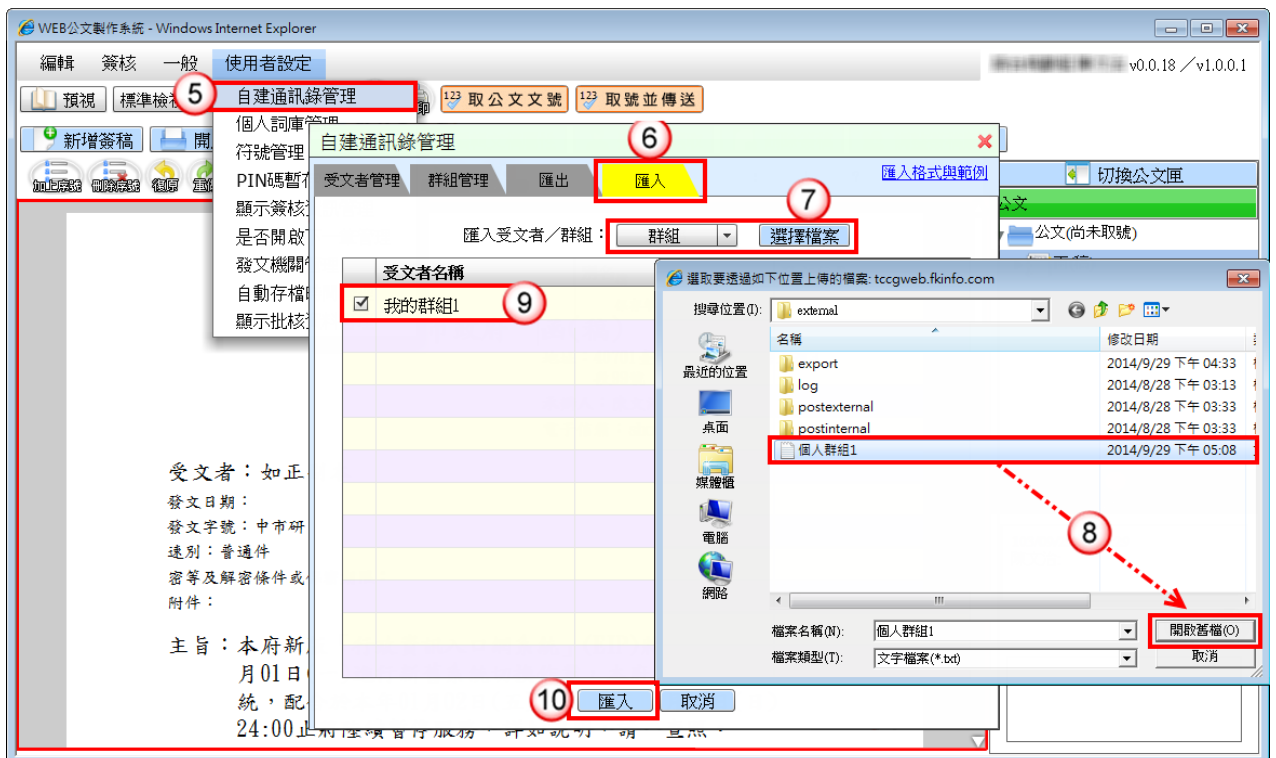 WEB公文製作系統 - Windows Internet Explorer
編輯 簽核 一般 使用者設定
v0.0.18 ／v1.0.0.1
預視 標準檢視
5
自建通訊錄管理
123 取公文文號 123 取號並傳送
個人詞庫管理
新增簽稿 開
符號管理
自建通訊錄管理
6
PIN碼暫存
受文者管理 群組管理 匯出 匯入 匯入格式與範例
切換公文匣
顯示簽核
7
公文
是否開啟
匯入受文者／群組： 群組 選擇檔案
公文(尚未取號)
發文機關
自動存檔
顯示批核
受文者名稱
我的群組1
9
選取要透過如下位置上傳的檔案: tccgweb.fkinfo.com
搜尋位置(I): external
名稱 修改日期
最近的位置
桌面
媒體櫃
電腦
網路
export 2014/9/29 下午 04:33
log 2014/8/28 下午 03:13
postexternal 2014/8/28 下午 03:33
postinternal 2014/8/28 下午 03:33
個人群組1 2014/9/29 下午 05:08
8
檔案名稱(N): 個人群組1 開啟舊檔(O)
檔案類型(T): 文字檔案(*.txt) 取消
受文者：如正
發文日期：
發文字號：中市研
速別：普通件
密等及解密條件或
附件：
主旨：本府新
月01日
統，配
24:00
10
匯入 取消